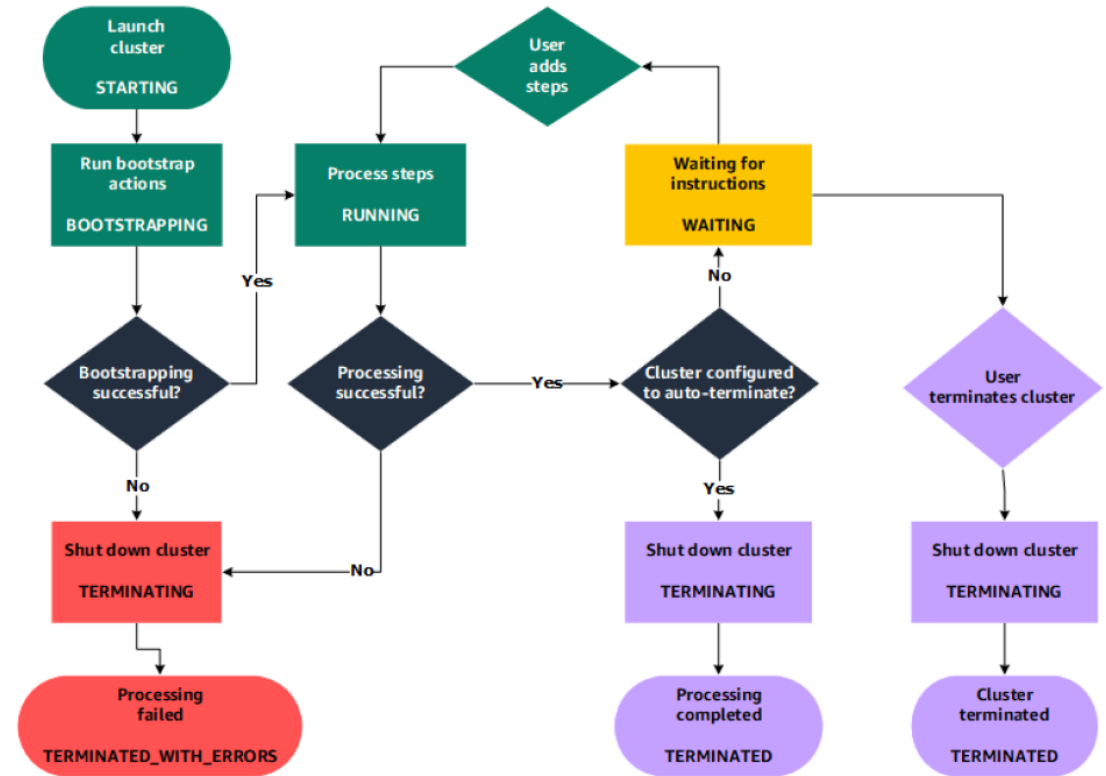 Launch
cluster
STARTING
User
adds
steps
Run bootstrap
actions
BOOTSTRAPPING
Process steps
RUNNING
Waiting for
instructions
WAITING
Yes
No
Bootstrapping
successful?
Processing
successful?
Yes
Cluster configured
to auto-terminate?
User
terminates cluster
No
Yes
Shut down cluster
TERMINATING
No
Shut down cluster
TERMINATING
Shut down cluster
TERMINATING
Processing
failed
TERMINATED_WITH_ERRORS
Processing
completed
TERMINATED
Cluster
terminated
TERMINATED